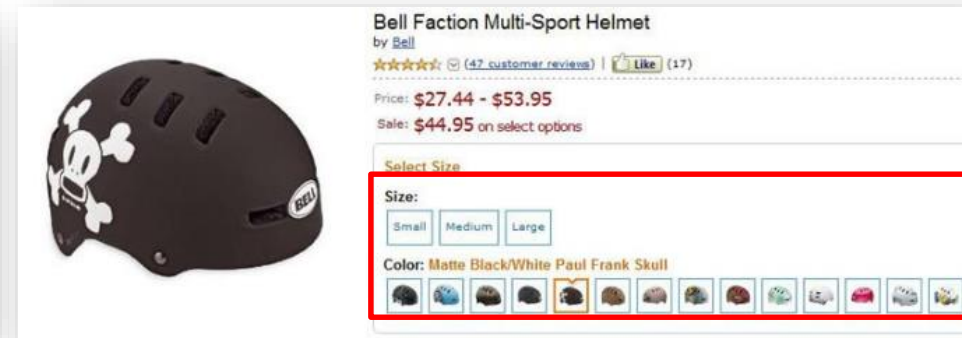 Bell Faction Multi-Sport Helmet
by Bell
(47 customer reviews) | Like (17)
Price: $27.44 - $53.95
Sale: $44.95 on select options
Select Size
Size:
Small Medium Large
Color: Matte Black/White Paul Frank Skull
BELL